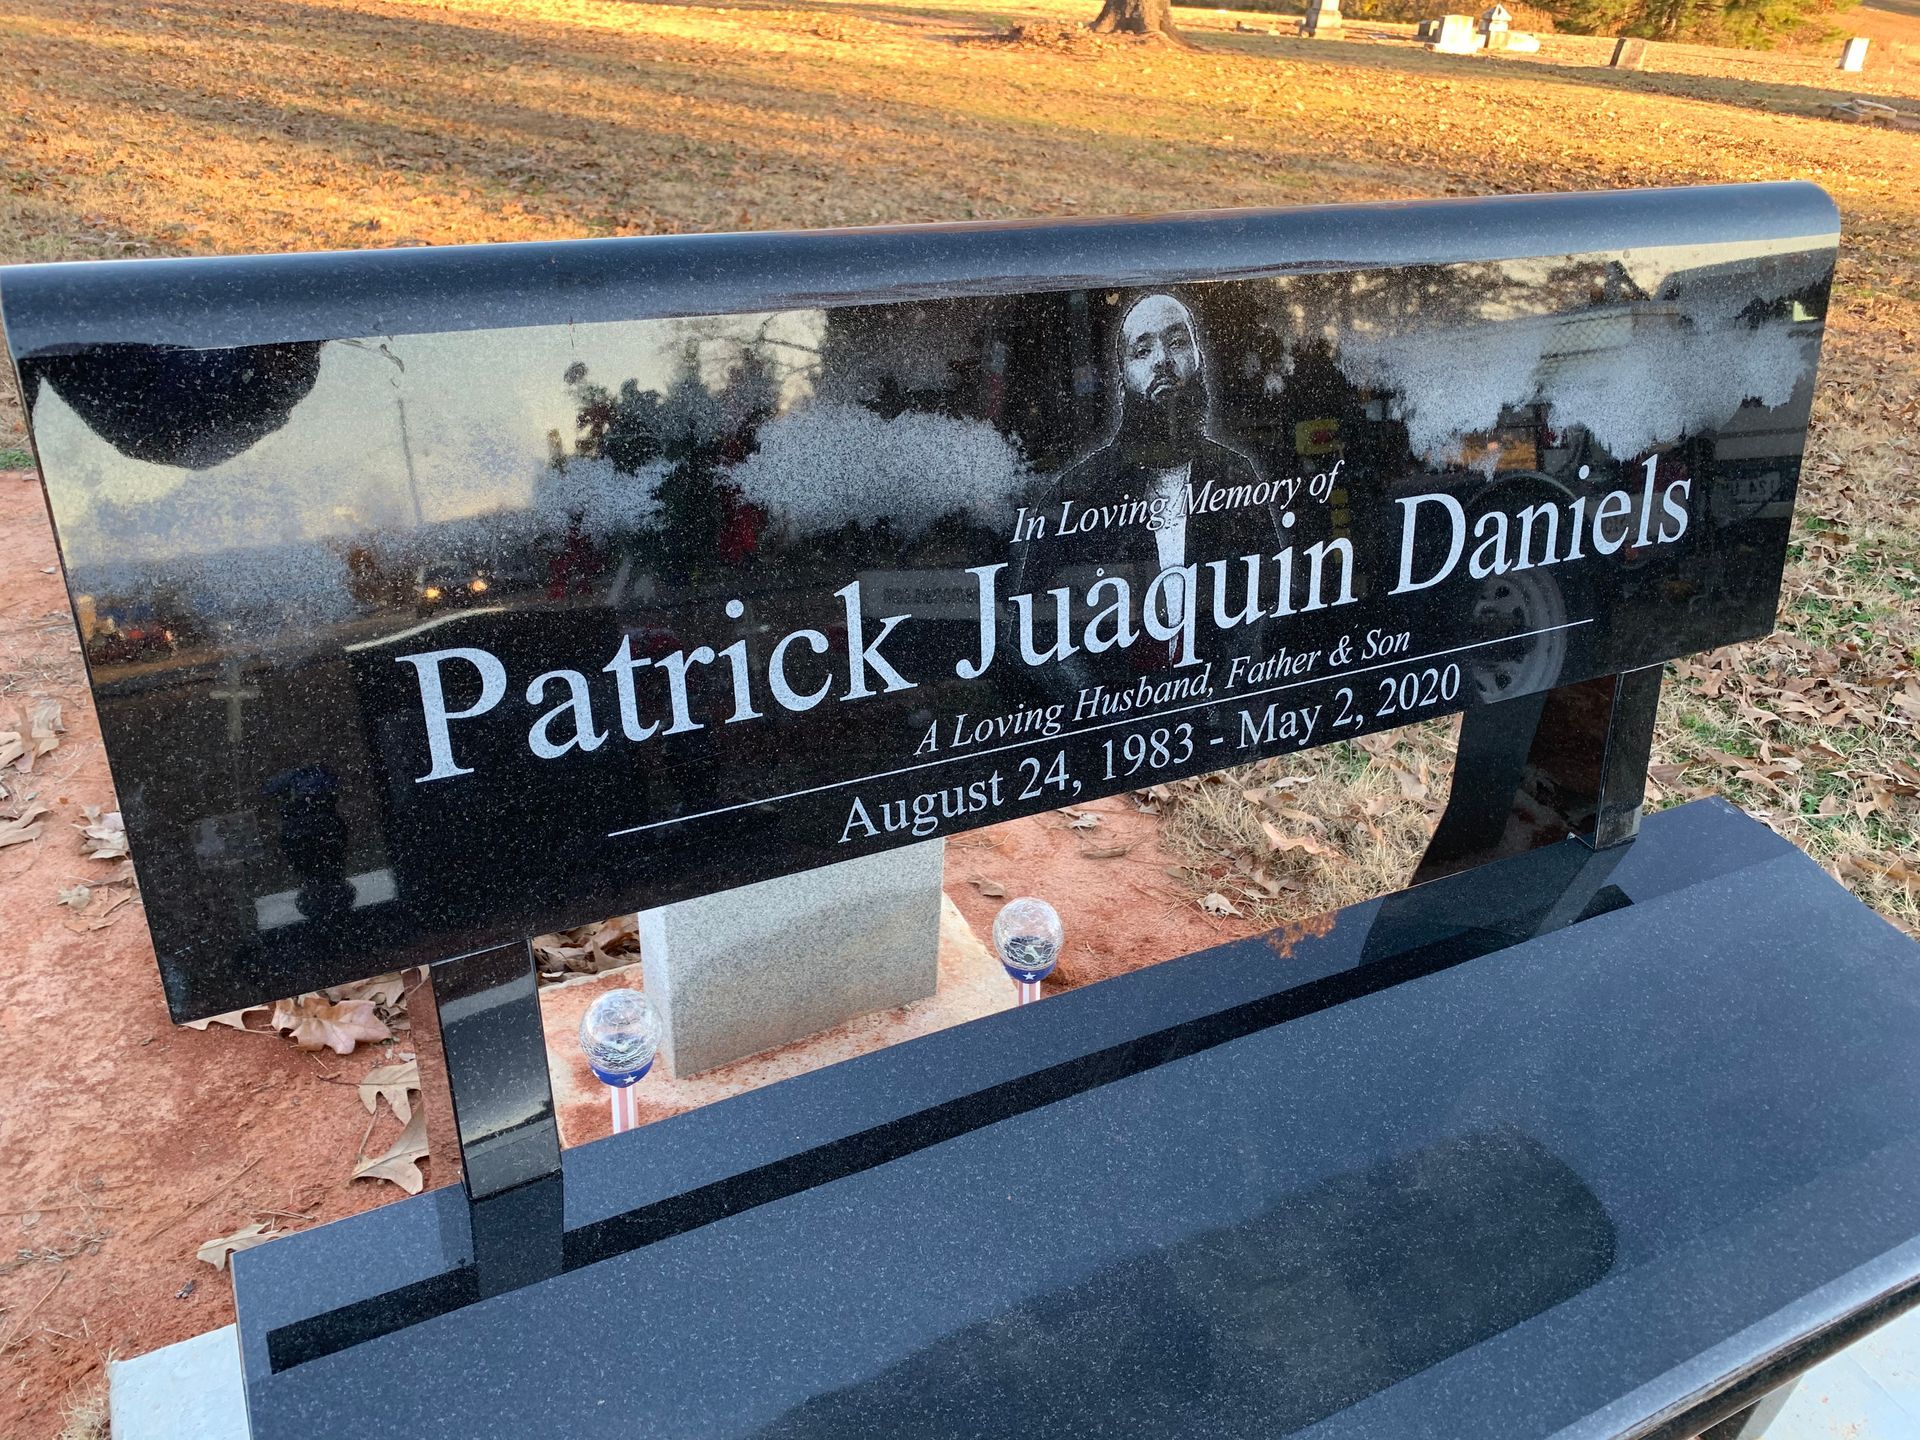 In Loving Memory of
Patrick Juaquin Daniels
A Loving Husband, Father & Son
August 24, 1983 - May 2, 2020